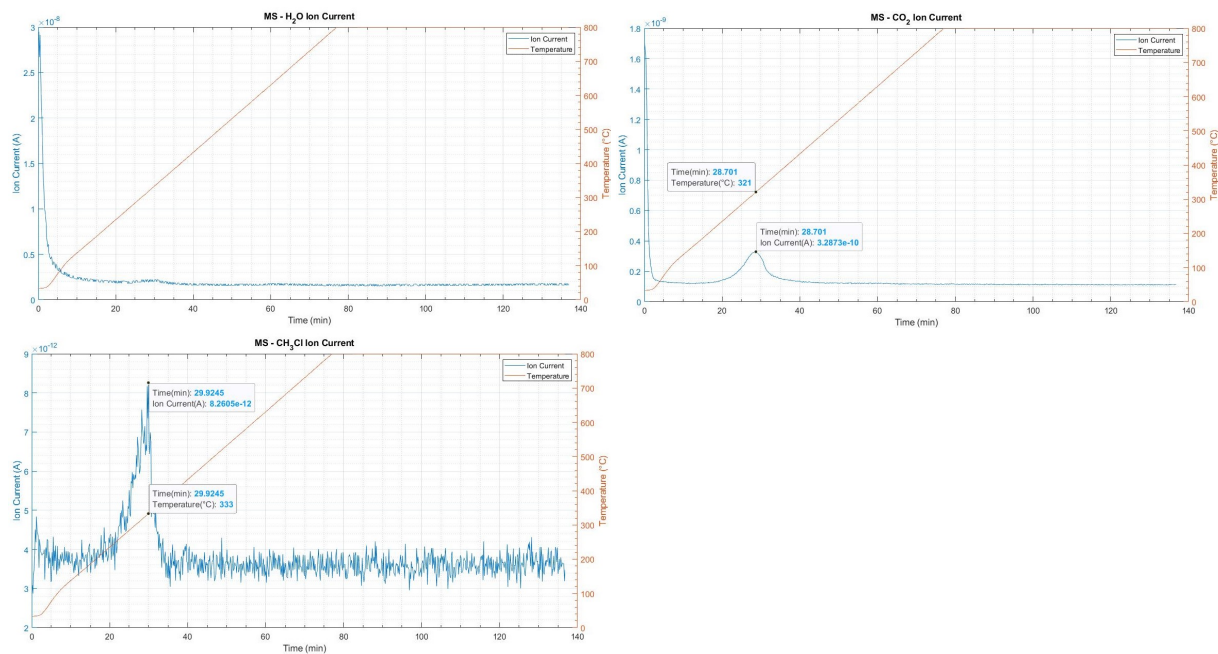 MS - H2O Ion Current
×10-8
Ion Current
Temperature
3
2.5
2
1.5
1
0.5
0
Ion Current (A)
800
700
600
500
400
300
200
100
0
Temperature (°C)
0 20 40 60 80 100 120 140
Time (min)
MS - CO2 Ion Current
×10-9
Ion Current
Temperature
1.8
1.6
1.4
1.2
1
0.8
0.6
0.4
0.2
0
Ion Current (A)
Time(min): 28.701
Temperature(°C): 321
Time(min): 28.701
Ion Current(A): 3.2873e-10
800
700
600
500
400
300
200
100
0
Temperature (°C)
0 20 40 60 80 100 120 140
Time (min)
MS - CH3Cl Ion Current
×10-12
Ion Current
Temperature
9
8
7
6
5
4
3
2
Ion Current (A)
Time(min): 29.9245
Ion Current(A): 8.2605e-12
Time(min): 29.9245
Temperature(°C): 333
800
700
600
500
400
300
200
100
0
Temperature (°C)
0 20 40 60 80 100 120 140
Time (min)